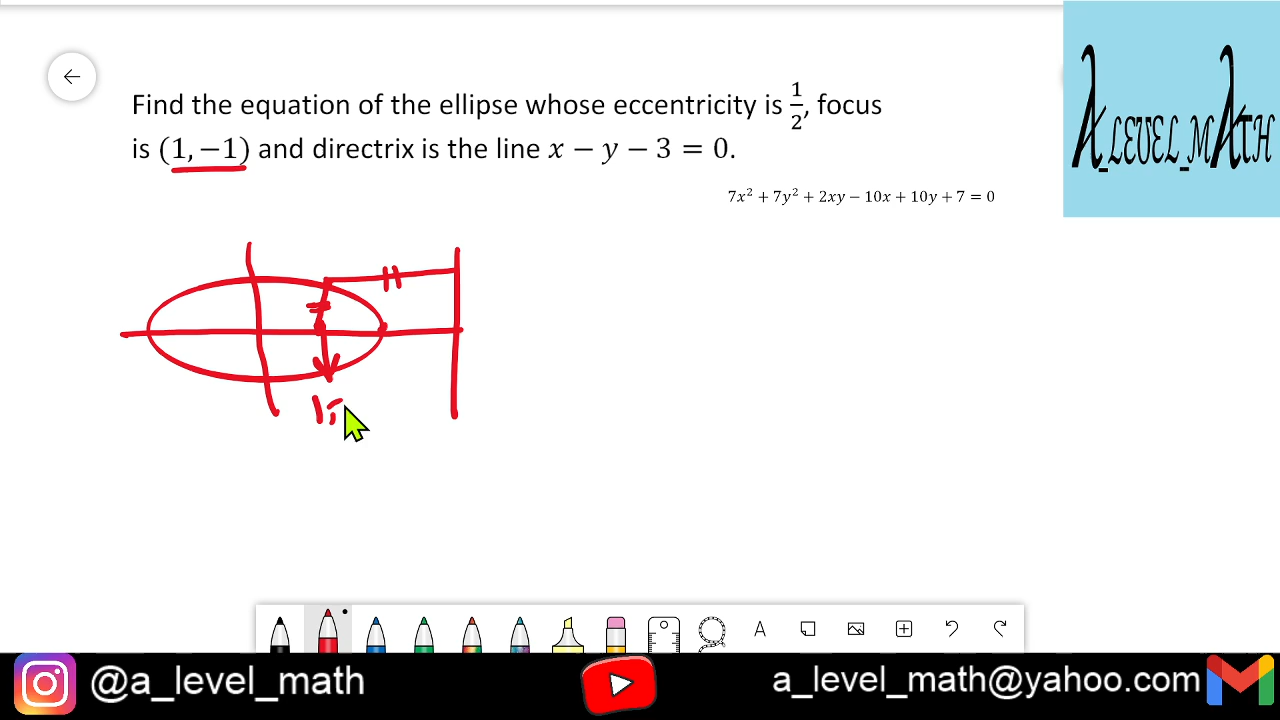 Find the equation of the ellipse whose eccentricity is 1/2, focus
is (1, −1) and directrix is the line x − y − 3 = 0.
7x² + 7y² + 2xy − 10x + 10y + 7 = 0
A_LEVEL_MATH
A
@a_level_math
a_level_math@yahoo.com